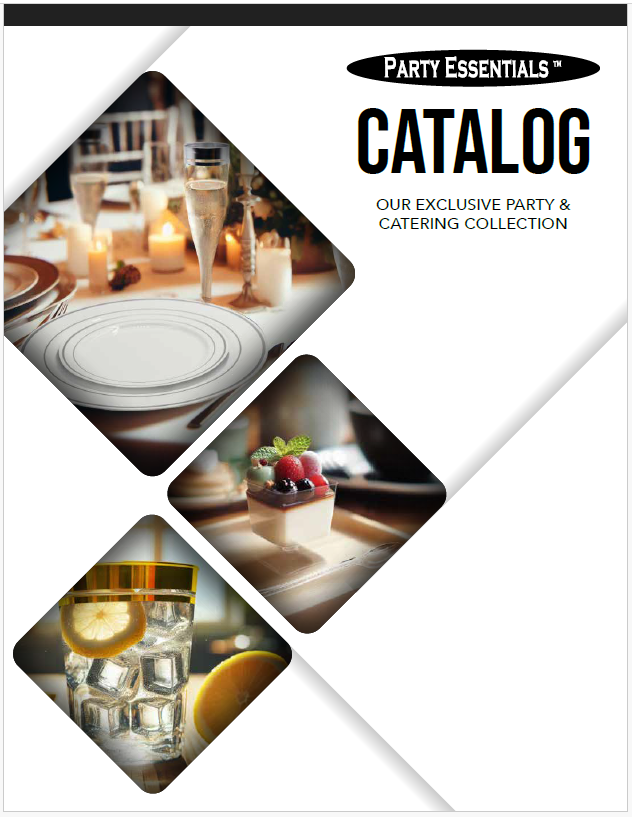 PARTY ESSENTIALS ™
CATALOG
OUR EXCLUSIVE PARTY &
CATERING COLLECTION